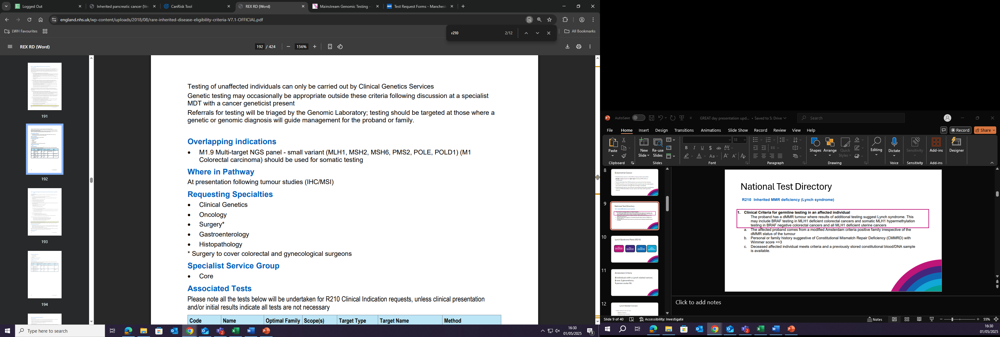 Logged Out
Inherited pancreatic cancer (Ver
CanRisk Tool
REX RD (Word)
Mainstream Genomic Testing -
NHS Test Request Forms - Manchest
england.nhs.uk/wp-content/uploads/2018/08/rare-inherited-disease-eligibility-criteria-V7.1-OFFICIAL.pdf
LWH Favourites
All Bookmarks
r210 2/12
REX RD (Word)
192 / 424
156%
191
192
193
194
Testing of unaffected individuals can only be carried out by Clinical Genetics Services
Genetic testing may occasionally be appropriate outside these criteria following discussion at a specialist
MDT with a cancer geneticist present
Referrals for testing will be triaged by the Genomic Laboratory; testing should be targeted at those where a
genetic or genomic diagnosis will guide management for the proband or family.
Overlapping indications
• M1.9 Multi-target NGS panel - small variant (MLH1, MSH2, MSH6, PMS2, POLE, POLD1) (M1
Colorectal carcinoma) should be used for somatic testing
Where in Pathway
At presentation following tumour studies (IHC/MSI)
Requesting Specialties
• Clinical Genetics
• Oncology
• Surgery*
• Gastroenterology
• Histopathology
* Surgery to cover colorectal and gynecological surgeons
Specialist Service Group
• Core
Associated Tests
Please note all the tests below will be undertaken for R210 Clinical Indication requests, unless clinical presentation
and/or initial results indicate all tests are not necessary
Code Name Optimal Family Scope(s) Target Type Target Name Method
Type here to search
16:30
01/05/2025
AutoSave
GREAT day presentation upd... • Saved to S: Drive
Search
File Home Insert Design Transitions Animations Slide Show Record Review View Help
Record
Share
Paste
New
Slide
Re-use
Slides
18
Shapes
Arrange
Quick
Styles
Editing
Dictate
Sensitivity
Add-ins
Designer
Clipboard
Slides
Font
Paragraph
Drawing
Voice
Sensitivity
Add-ins
8
Endometrial Cancer
9
National Test Directory
10
Lynch Syndrome Panel (R210)
11
Amsterdam Criteria
3 individuals with a Lynch related cancer;
2 over 2 generations;
1 person under 50.
12
Lynch Related Cancers
National Test Directory
R210 Inherited MMR deficiency (Lynch syndrome)
1. Clinical Criteria for germline testing in an affected individual
The proband has a dMMR tumour where results of additional testing suggest Lynch syndrome. This
may include BRAF testing in MLH1 deficient colorectal cancers and somatic MLH1 hypermethylation
testing in BRAF negative colorectal cancers and all MLH1 deficient uterine cancers
a. The affected proband comes from a modified Amsterdam criteria positive family irrespective of the
dMMR status of the tumour
b. Personal or family history suggestive of Constitutional Mismatch Repair Deficiency (CMMRD) with
Wimmer score =>3
c. Deceased affected individual meets criteria and a previously stored constitutional blood/DNA sample
is available.
Click to add notes
Slide 9 of 40
Accessibility: Investigate
Notes
55%
16:30
01/05/2025